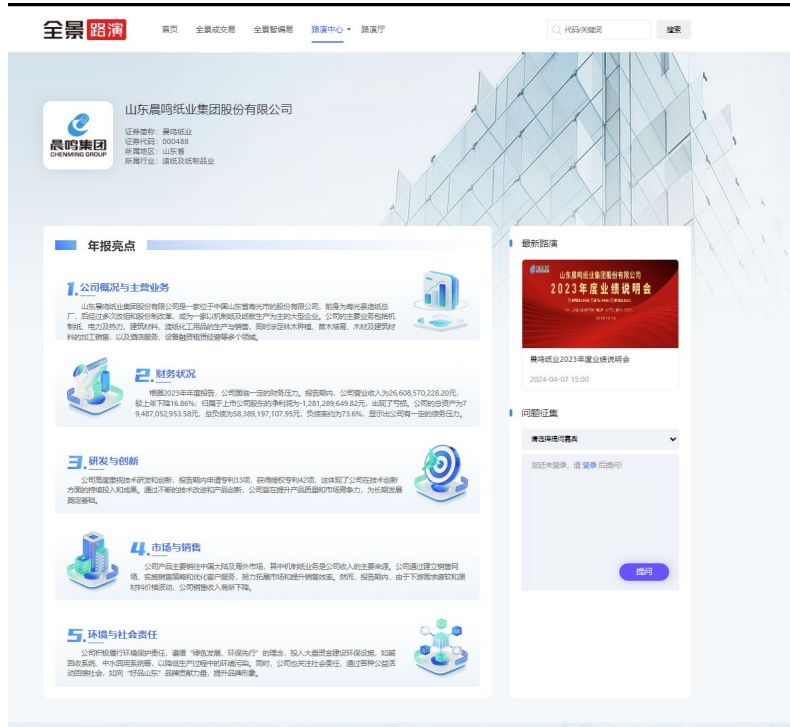 全景路演
首页 全景成交易 全景智编易 路演中心 路演厅
代码/关键词
搜索
晨鸣集团
CHENMING GROUP
山东晨鸣纸业集团股份有限公司
证券简称：晨鸣纸业
证券代码：000488
所属地区：山东省
所属行业：造纸及纸制品业
年报亮点
1.公司概况与主营业务
山东晨鸣纸业集团股份有限公司是一家位于中国山东省寿光市的股份有限公司，前身为寿光县造纸总
厂，后经过多次改组和股份制改革，成为一家以机制纸及纸板生产为主的大型企业。公司的主要业务包括机
制纸、电力及热力、建筑材料、造纸化工用品的生产与销售，同时涉足林木种植、苗木培育、木材及建筑材
料的加工销售，以及酒店服务、设备融资租赁经营等多个领域。
2.财务状况
根据2023年年度报告，公司面临一定的财务压力。报告期内，公司营业收入为26,608,570,228.20元，
较上年下降16.86%；归属于上市公司股东的净利润为-1,281,289,649.82元，出现了亏损。公司的总资产为7
9,487,052,953.58元，总负债为58,389,197,107.95元，负债率约为73.6%，显示出公司有一定的债务压力。
3.研发与创新
公司高度重视技术研发和创新，报告期内申请专利33项，获得授权专利42项，这体现了公司在技术创新
方面的持续投入和成果。通过不断的技术改进和产品创新，公司旨在提升产品质量和市场竞争力，为长期发展
奠定基础。
4.市场与销售
公司产品主要销往中国大陆及海外市场，其中机制纸业务是公司收入的主要来源。公司通过建立销售网
络、实施销售策略和优化客户服务，努力拓展市场和提升销售效率。然而，报告期内，由于下游需求疲软和原
材料价格波动，公司销售收入有所下降。
5.环境与社会责任
公司积极履行环境保护责任，遵循“绿色发展、环保先行”的理念，投入大量资金建设环保设施，如碱
回收系统、中水回用系统等，以降低生产过程中的环境污染。同时，公司也关注社会责任，通过各种公益活
动回馈社会，如向“好品山东”品牌贡献力量，提升品牌形象。
最新路演
山东晨鸣纸业集团股份有限公司
2023年度业绩说明会
晨鸣纸业2023年度业绩说明会
2024-04-07 15:00
问题征集
请选择提问嘉宾
您还未登录，请 登录 后提问!
提问